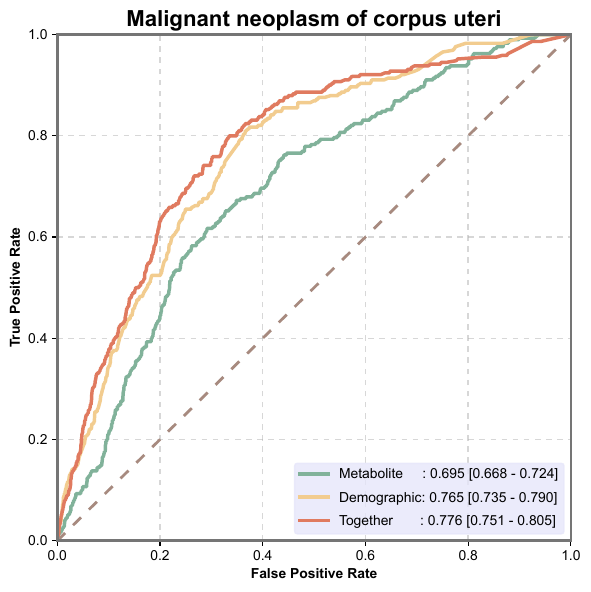 Malignant neoplasm of corpus uteri
True Positive Rate
1.0
0.8
0.6
0.4
0.2
0.0
Metabolite : 0.695 [0.668 - 0.724]
Demographic: 0.765 [0.735 - 0.790]
Together : 0.776 [0.751 - 0.805]
0.0 0.2 0.4 0.6 0.8 1.0
False Positive Rate